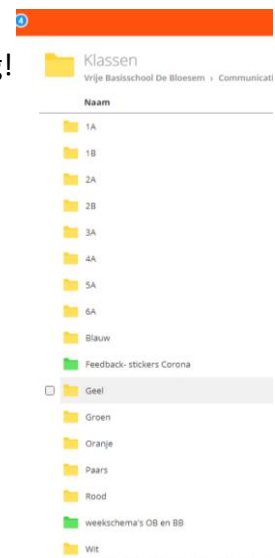 4
g!
Klassen
Vrije Basisschool De Bloesem › Communicati
Naam
1A
1B
2A
2B
3A
4A
5A
6A
Blauw
Feedback- stickers Corona
Geel
Groen
Oranje
Paars
Rood
weekschema's OB en BB
Wit